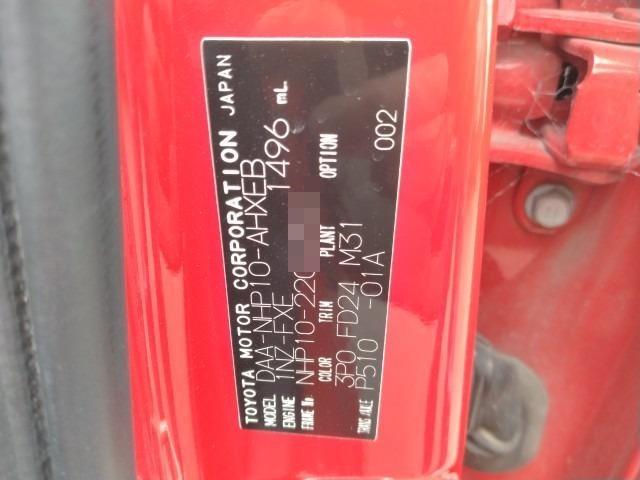 TOYOTA MOTOR CORPORATION JAPAN
MODEL DAA-NHP10-AHXEB
ENGINE 1NZ-FXE 1496 mL
FRAME No. NHP10-220
COLOR TRIM PLANT OPTION
3P0 FD24 M31 002
TRANS/AXLE P510 -01A